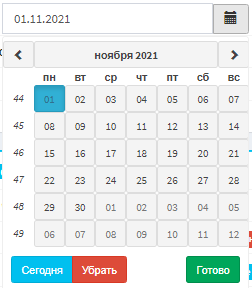 01.11.2021
ноября 2021
пн вт ср чт пт сб вс
44 01 02 03 04 05 06 07
45 08 09 10 11 12 13 14
46 15 16 17 18 19 20 21
47 22 23 24 25 26 27 28
48 29 30 01 02 03 04 05
49 06 07 08 09 10 11 12
Сегодня Убрать Готово